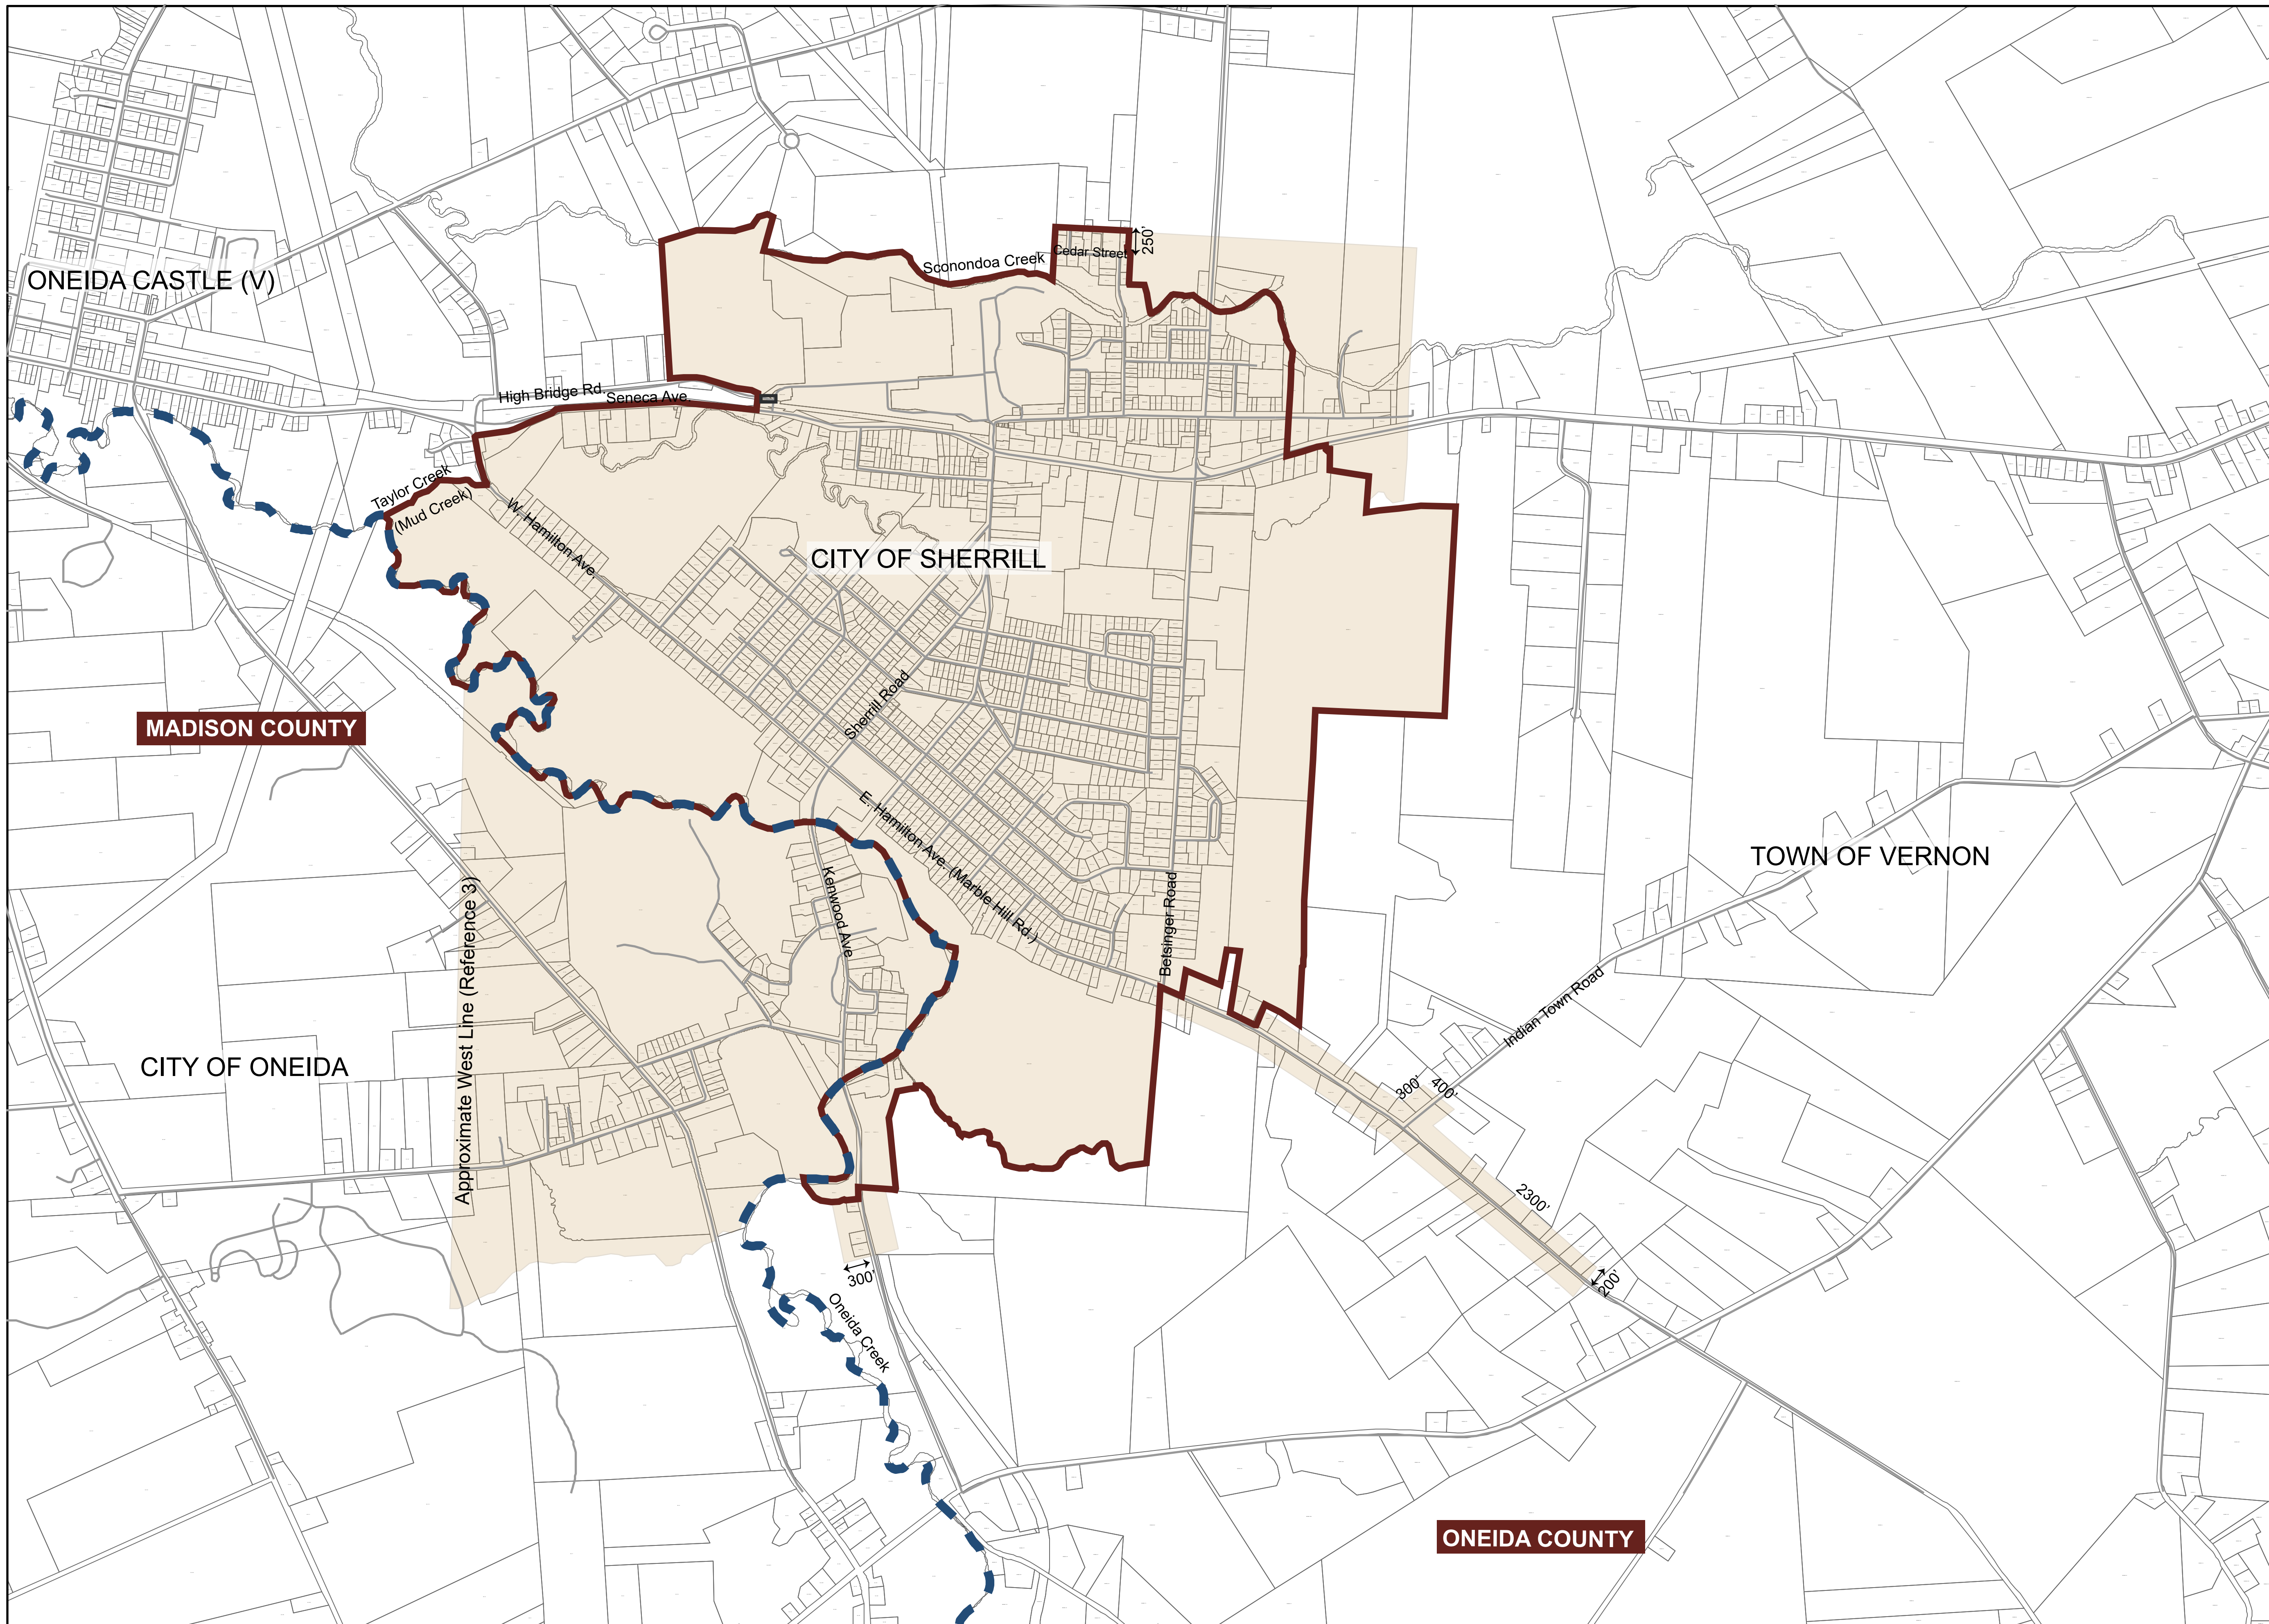 250'
Cedar Street
Sconondoa Creek
ONEIDA CASTLE (V)
High Bridge Rd.
Seneca Ave.
Taylor Creek
(Mud Creek)
W. Hamilton Ave.
CITY OF SHERRILL
Sherrill Road
MADISON COUNTY
E. Hamilton Ave. (Marble Hill Rd.)
TOWN OF VERNON
Kenwood Ave
Betsinger Road
Approximate West Line (Reference 3)
Indian Town Road
CITY OF ONEIDA
300'
400'
2300'
200'
300'
Oneida Creek
ONEIDA COUNTY